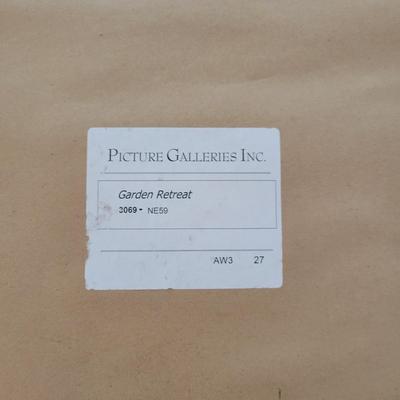 PICTURE GALLERIES INC.
Garden Retreat
3069 - NE59
AW3 27